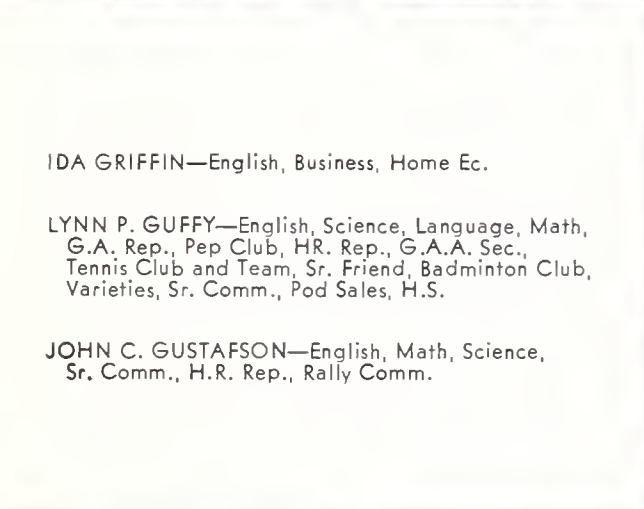 IDA GRIFFIN—English, Business, Home Ec.
LYNN P. GUFFY—English, Science, Language, Math,
G.A. Rep., Pep Club, HR. Rep., G.A.A. Sec.,
Tennis Club and Team, Sr. Friend, Badminton Club,
Varieties, Sr. Comm., Pod Sales, H.S.
JOHN C. GUSTAFSON—English, Math, Science,
Sr. Comm., H.R. Rep., Rally Comm.